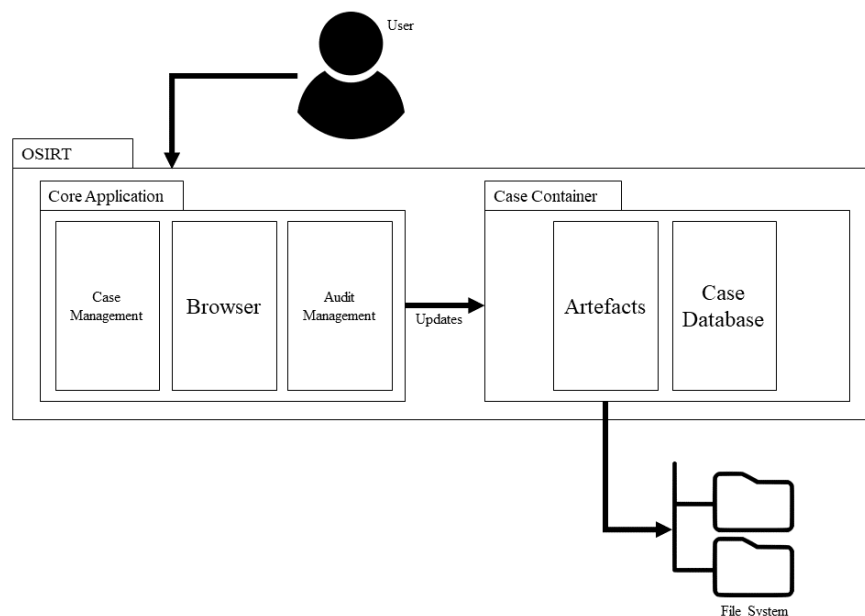 User
OSIRT
Core Application
Case
Management
Browser
Audit
Management
Updates
Case Container
Artefacts
Case
Database
File System